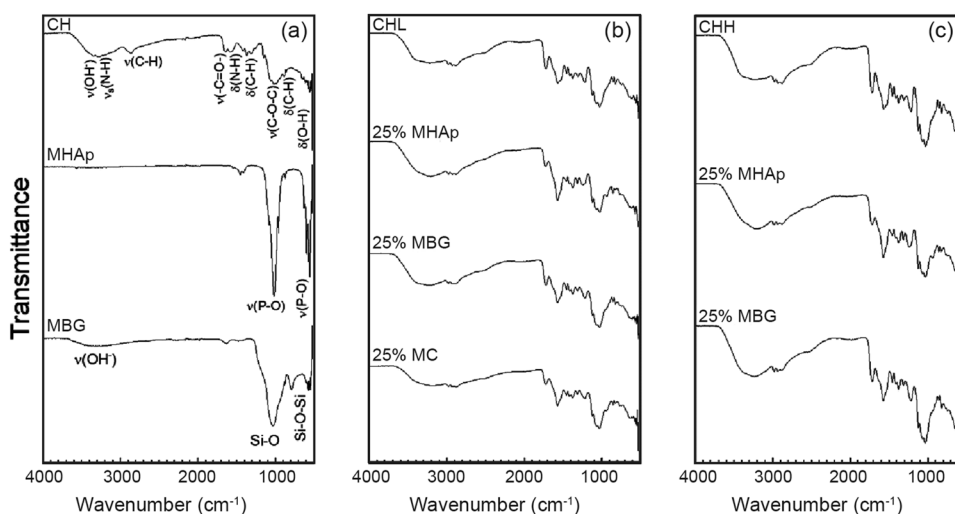 CH
(a)
ν(OH⁻)
νₛ(N-H)
ν(C-H)
ν(-C=O-)
δ(N-H)
δ(C-H)
ν(C-O-C)
δ(C-H)
δ(O-H)
MHAp
ν(P-O)
ν(P-O)
MBG
ν(OH⁻)
Si-O
Si-O-Si
Transmittance
4000 3000 2000 1000
Wavenumber (cm⁻¹)
CHL
(b)
25% MHAp
25% MBG
25% MC
4000 3000 2000 1000
Wavenumber (cm⁻¹)
CHH
(c)
25% MHAp
25% MBG
4000 3000 2000 1000
Wavenumber (cm⁻¹)